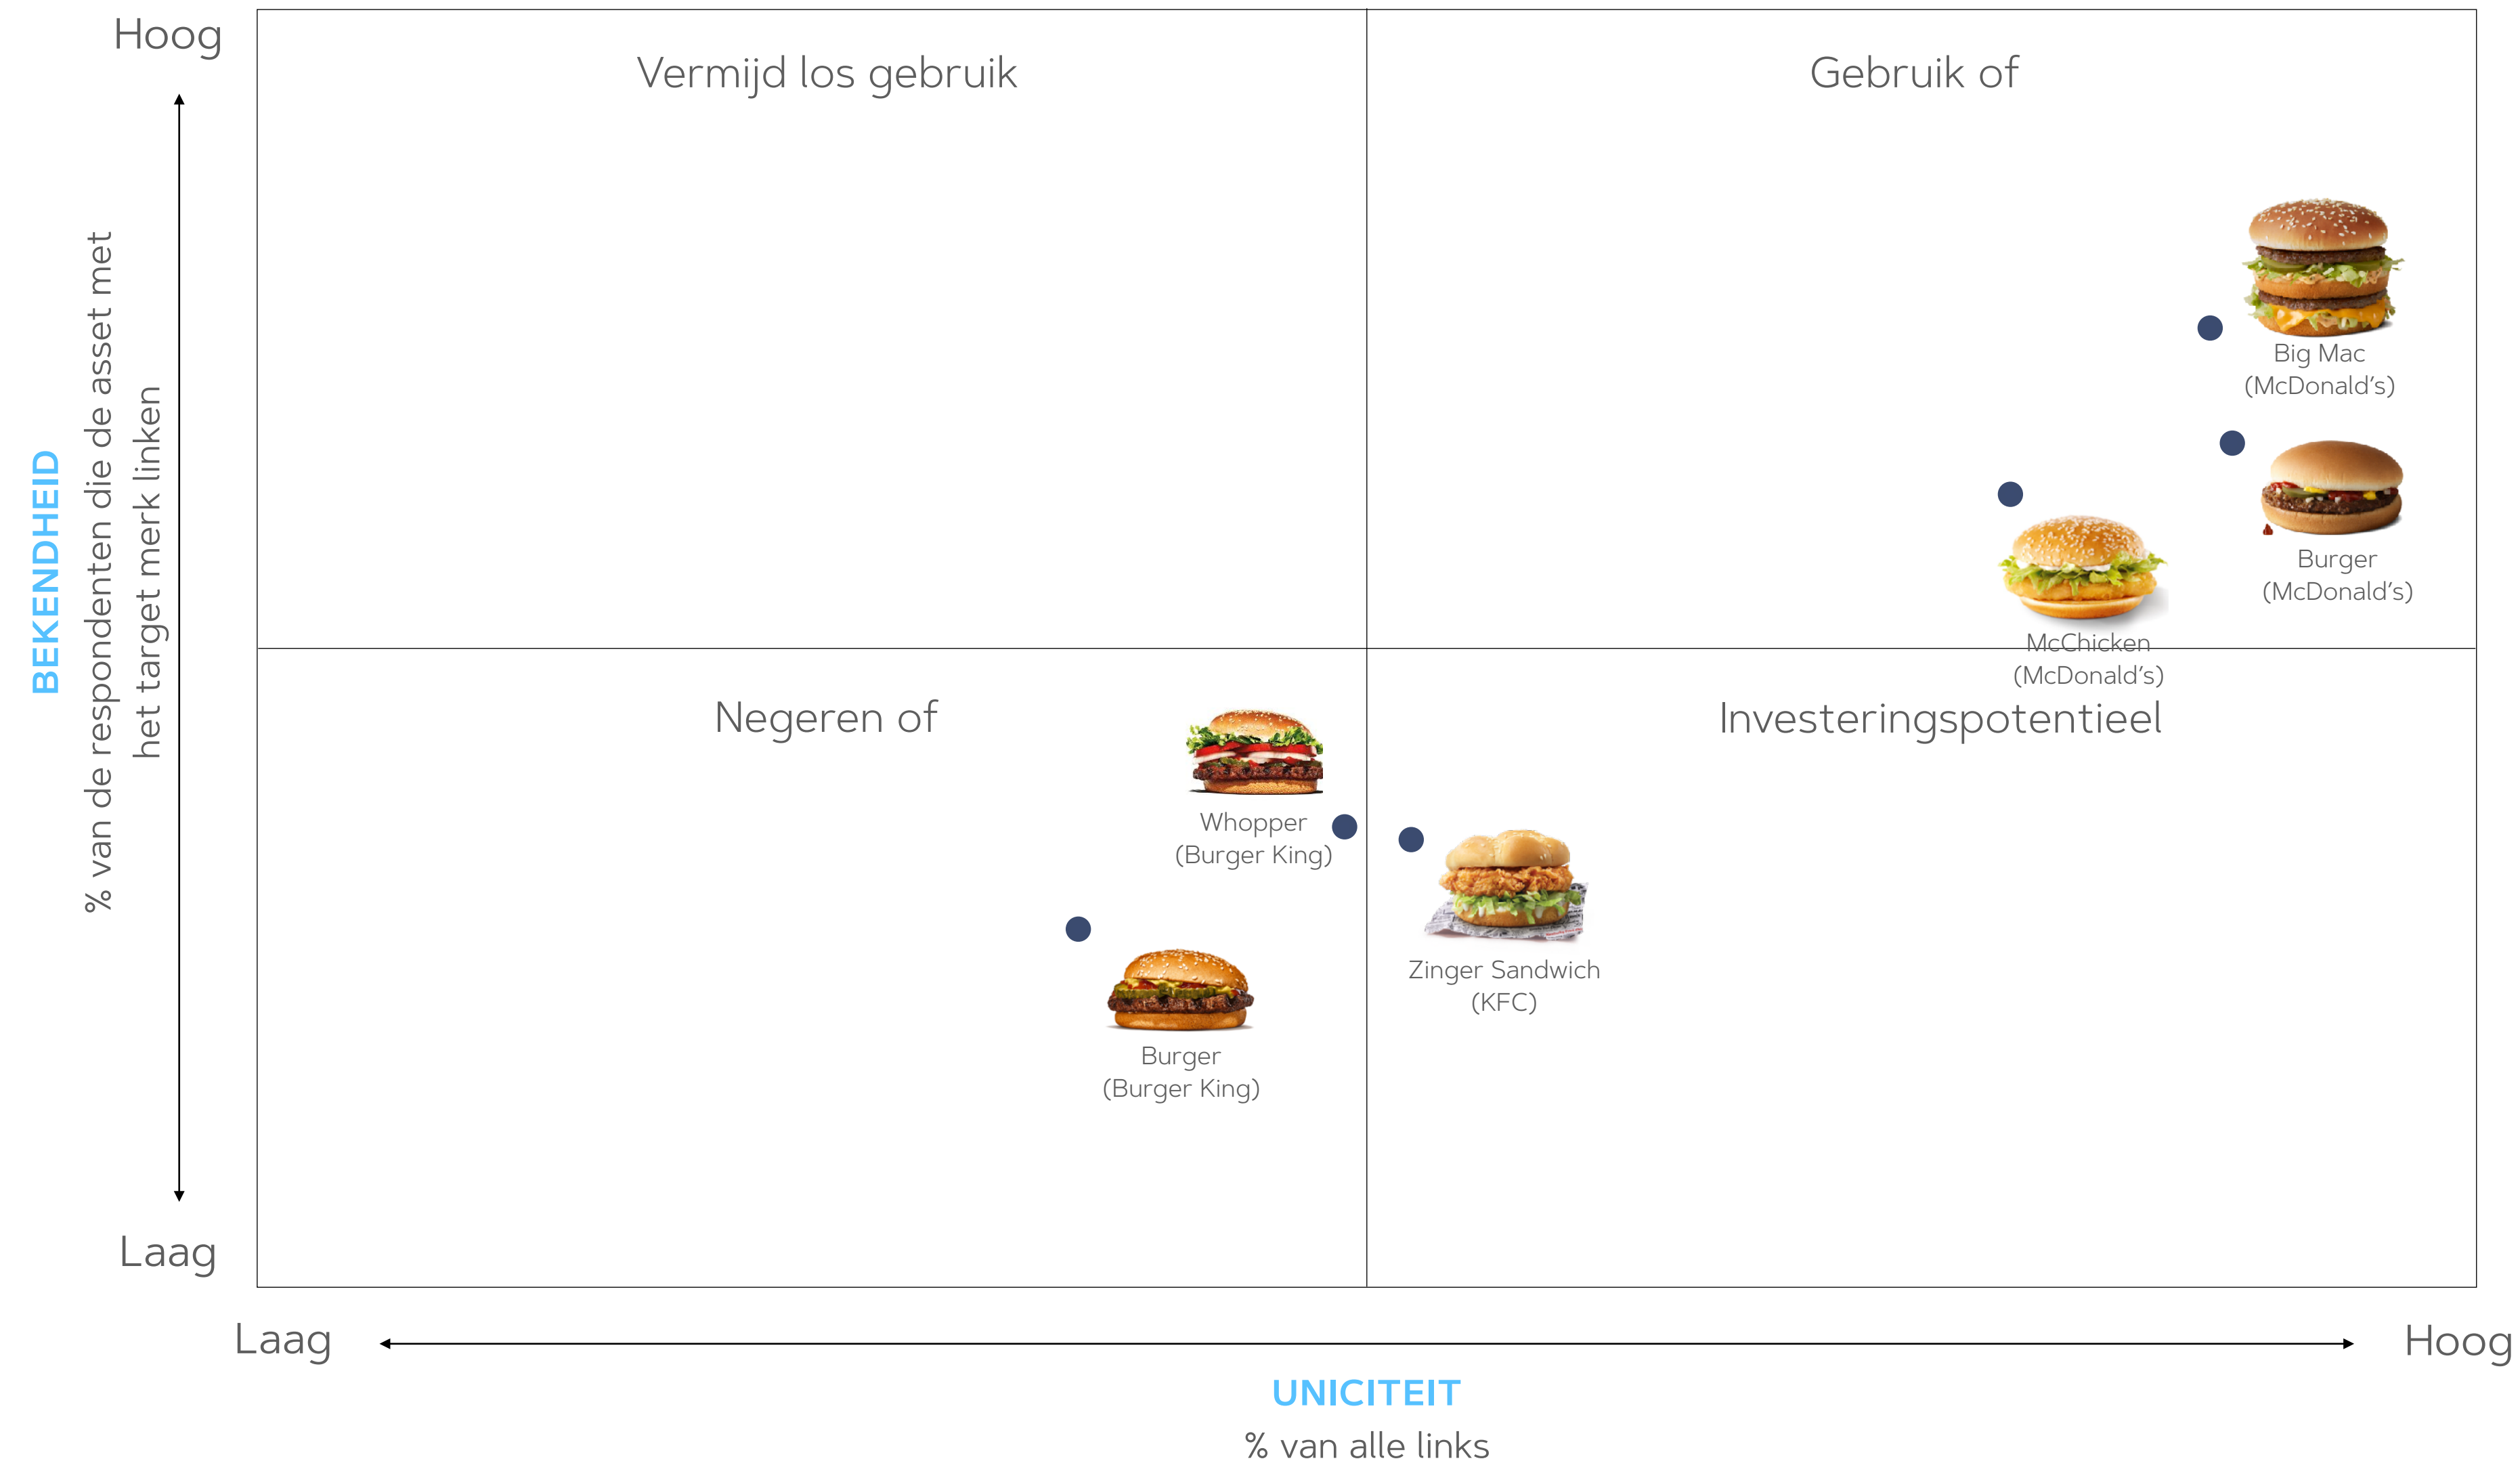 Hoog
Vermijd los gebruik
Gebruik of
BEKENDHEID
% van de respondenten die de asset met
het target merk linken
Big Mac
(McDonald's)
Burger
(McDonald's)
McChicken
(McDonald's)
Negeren of
Investeringspotentieel
Whopper
(Burger King)
Zinger Sandwich
(KFC)
Burger
(Burger King)
Laag
Laag
Hoog
UNICITEIT
% van alle links